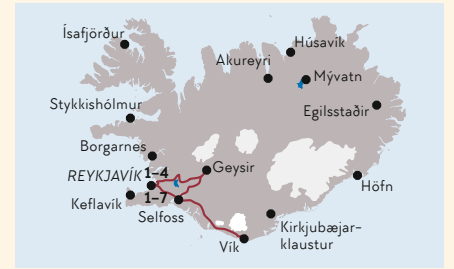 Ísafjörður
Húsavík
Akureyri
Mývatn
Stykkishólmur
Egilsstaðir
Borgarnes
REYKJAVÍK 1–4
Geysir
1–7
Keflavík
Selfoss
Höfn
Kirkjubæjar-
klaustur
Vík